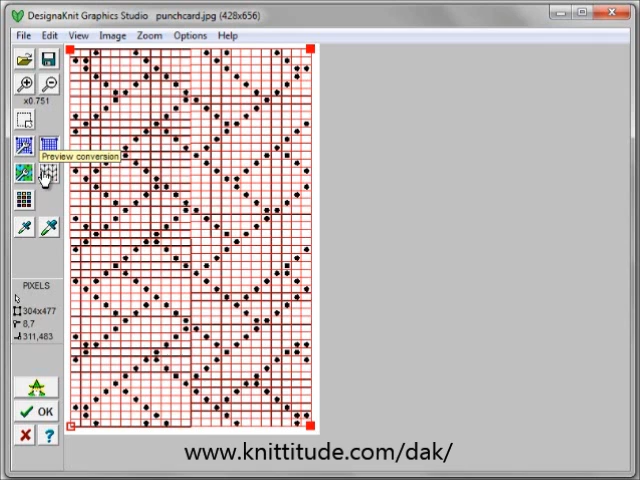 DesignaKnit Graphics Studio   punchcard.jpg (428x656)
File Edit View Image Zoom Options Help
x0.751
Preview conversion
PIXELS
304x477
8,7
311,483
OK
?
www.knittitude.com/dak/